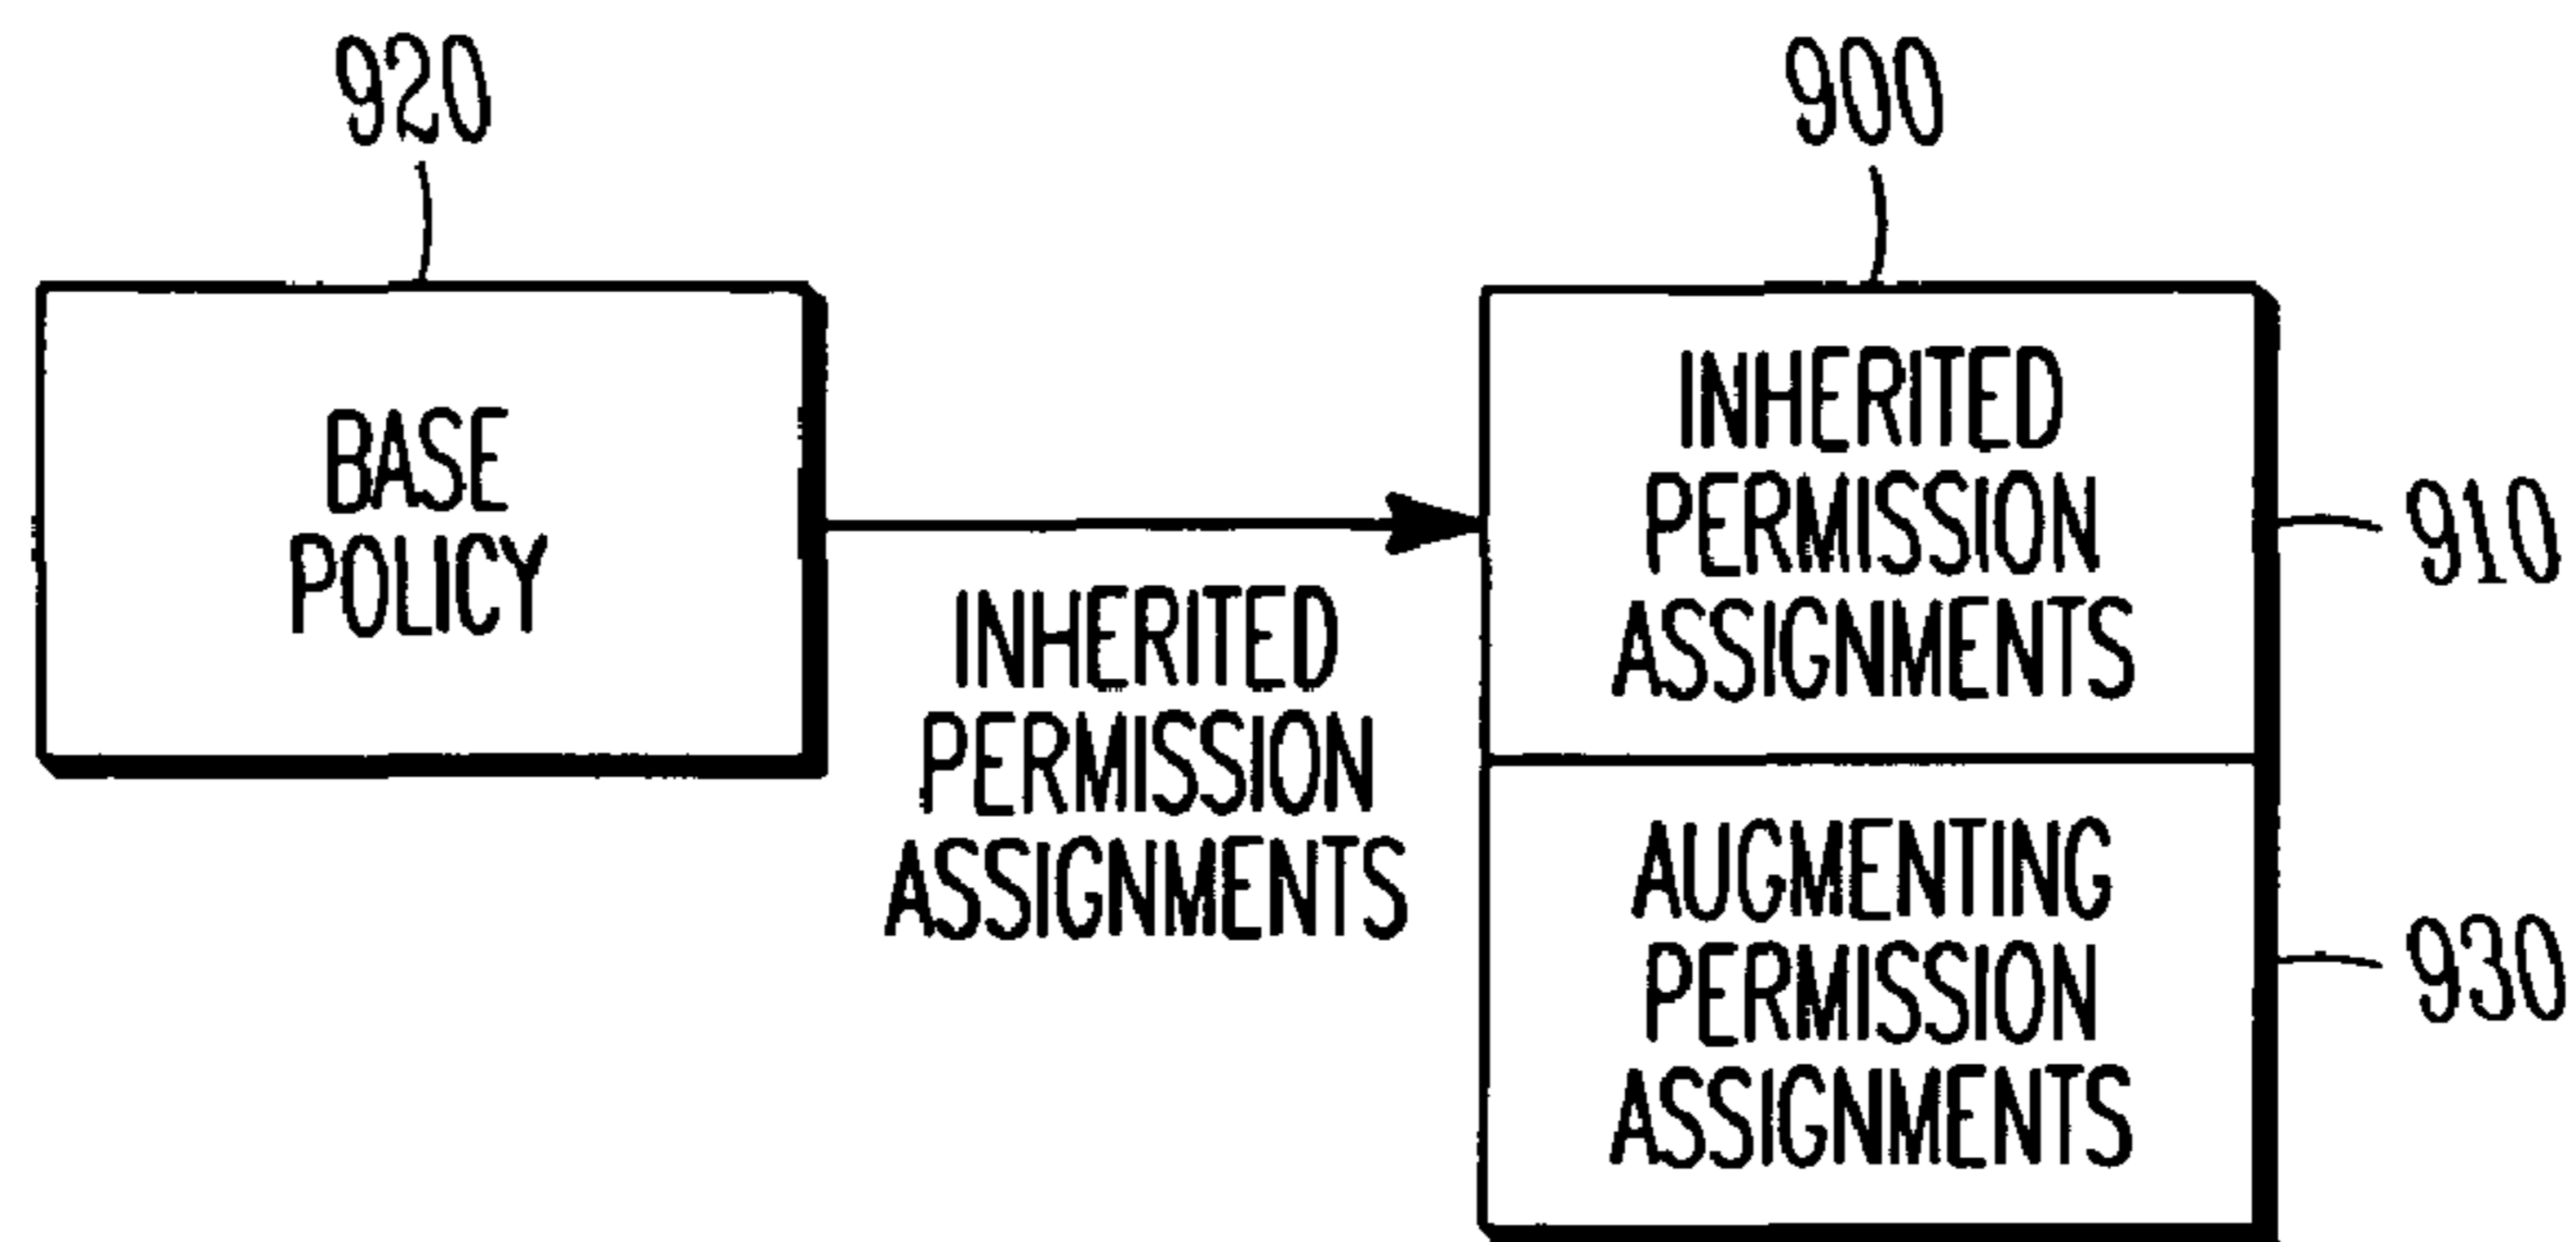 920
900
BASE
POLICY
INHERITED
PERMISSION
ASSIGNMENTS
INHERITED
PERMISSION
ASSIGNMENTS
910
AUGMENTING
PERMISSION
ASSIGNMENTS
930